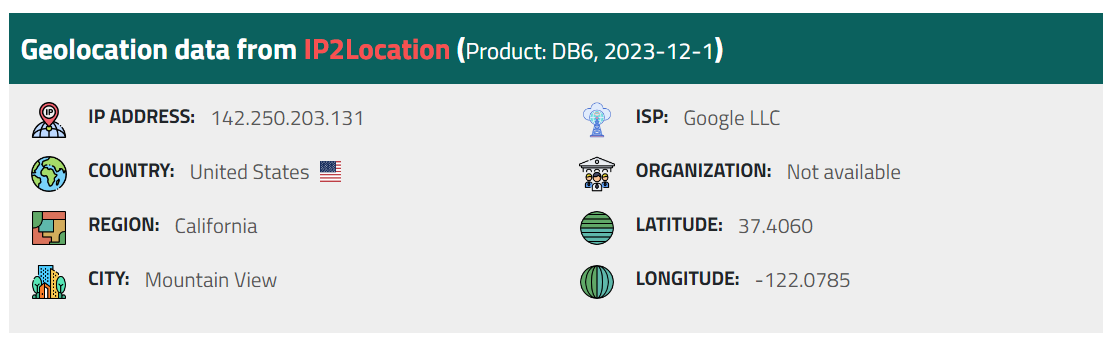 Geolocation data from IP2Location (Product: DB6, 2023-12-1)
IP
IP ADDRESS: 142.250.203.131
ISP: Google LLC
COUNTRY: United States
ORGANIZATION: Not available
REGION: California
LATITUDE: 37.4060
CITY: Mountain View
LONGITUDE: -122.0785